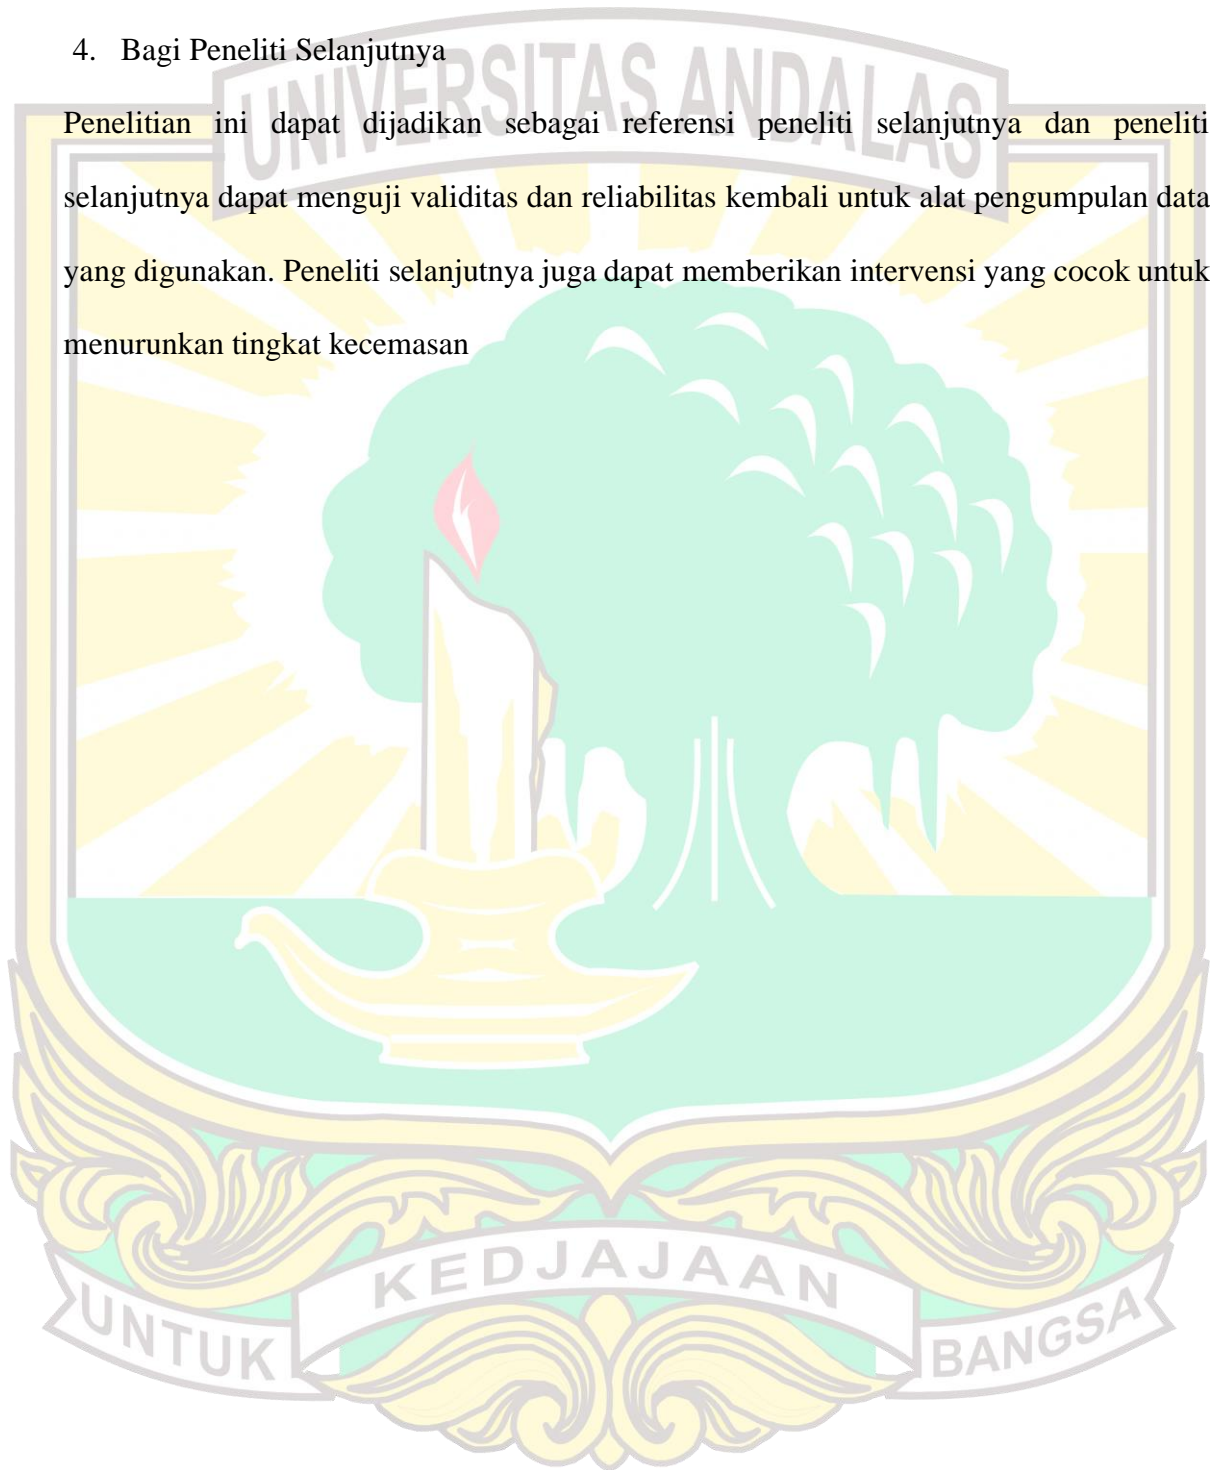 4. Bagi Peneliti Selanjutnya
UNIVERSITAS ANDALAS
Penelitian ini dapat dijadikan sebagai referensi peneliti selanjutnya dan peneliti
selanjutnya dapat menguji validitas dan reliabilitas kembali untuk alat pengumpulan data
yang digunakan. Peneliti selanjutnya juga dapat memberikan intervensi yang cocok untuk
menurunkan tingkat kecemasan
UNTUK KEDJAJAAN BANGSA